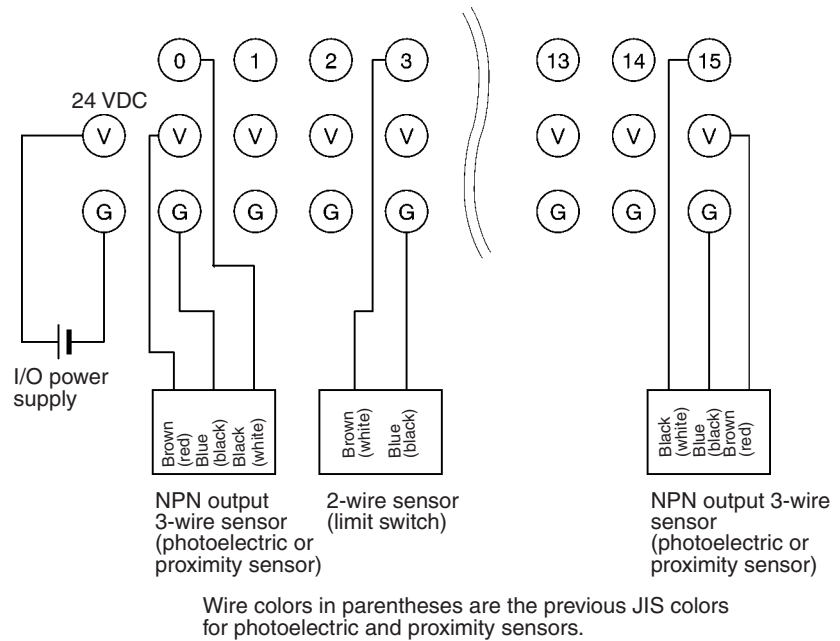 0 1 2 3 13 14 15
24 VDC
V V V V V V V V
G G G G G G G G
I/O power
supply
Brown
(red)
Blue
(black)
Black
(white)
Brown
(white)
Blue
(black)
Black
(white)
Blue
(black)
Brown
(red)
NPN output
3-wire sensor
(photoelectric or
proximity sensor)
2-wire sensor
(limit switch)
NPN output 3-wire
sensor
(photoelectric or
proximity sensor)
Wire colors in parentheses are the previous JIS colors
for photoelectric and proximity sensors.